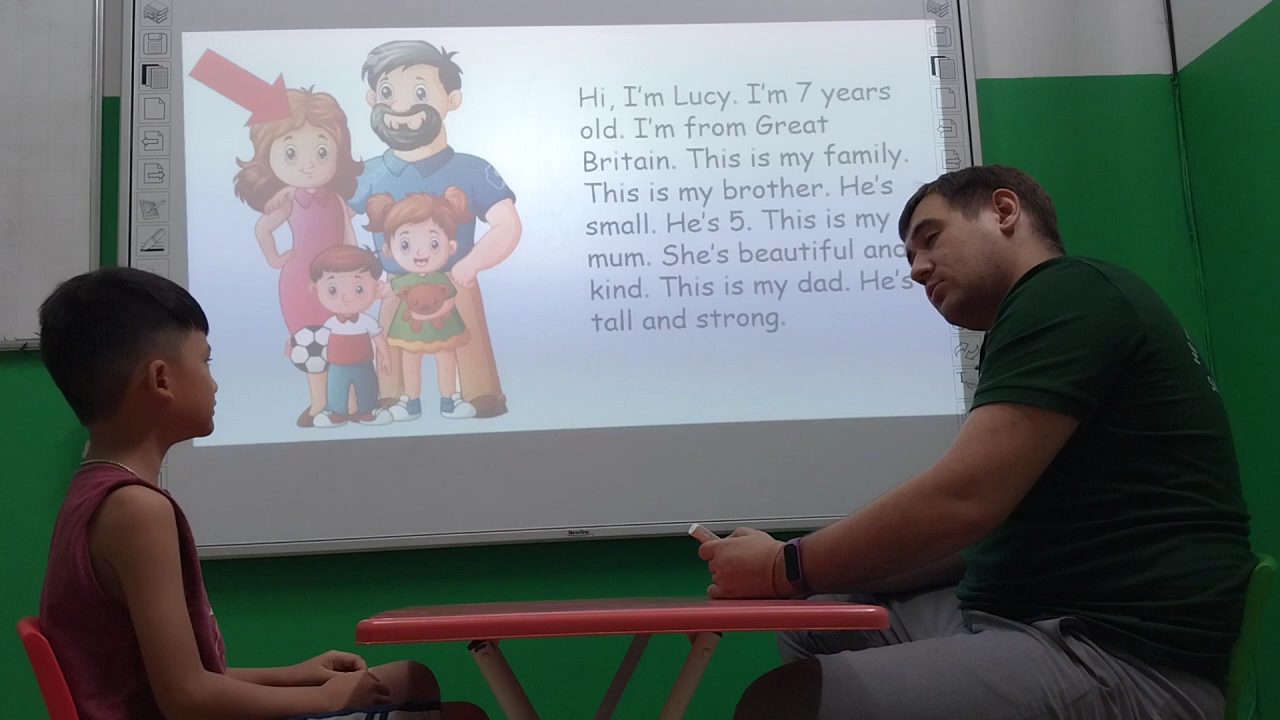 Hi, I'm Lucy. I'm 7 years
old. I'm from Great
Britain. This is my family.
This is my brother. He's
small. He's 5. This is my
mum. She's beautiful and
kind. This is my dad. He's
tall and strong.